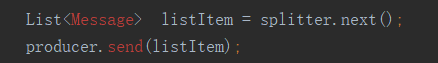 List<Message>  listItem = splitter.next();
producer.send(listItem);